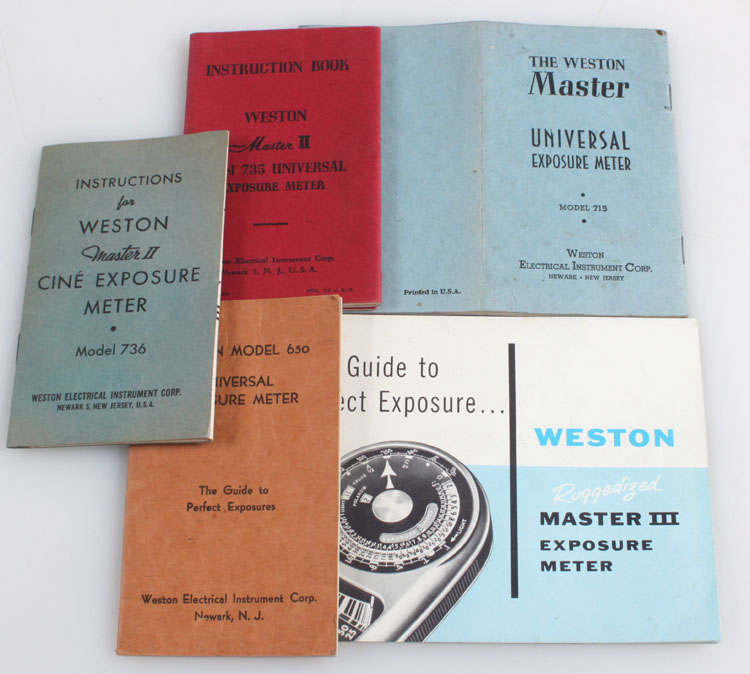 INSTRUCTION BOOK
WESTON
Master II
735 UNIVERSAL
EXPOSURE METER
Electrical Instrument Corp.
Newark 5, N. J., U. S. A.
THE WESTON
Master
UNIVERSAL
EXPOSURE METER
•
MODEL 715
•
WESTON
ELECTRICAL INSTRUMENT CORP.
NEWARK • NEW JERSEY
Printed in U.S.A.
INSTRUCTIONS
for
WESTON
Master II
CINÉ EXPOSURE
METER
•
Model 736
WESTON ELECTRICAL INSTRUMENT CORP.
NEWARK 5, NEW JERSEY, U.S.A.
MODEL 650
METER
The Guide to
Perfect Exposures
Weston Electrical Instrument Corp.
Newark, N. J.
Guide to
Exposure...
WESTON
Ruggedized
MASTER III
EXPOSURE
METER
LIGHT